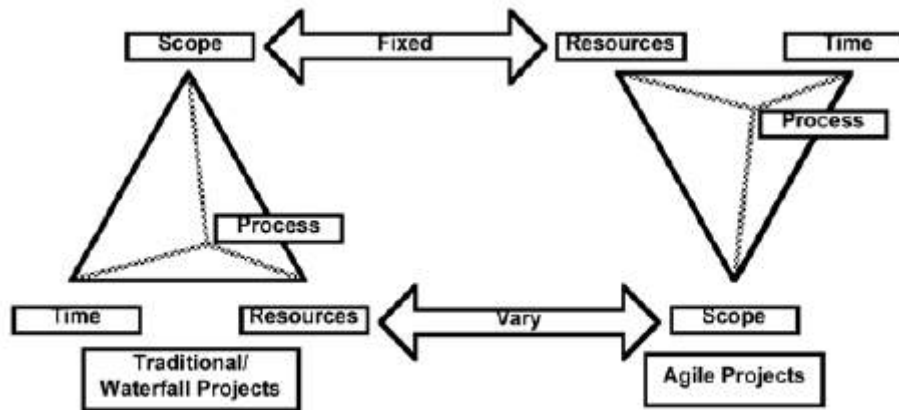 Scope
Fixed
Resources
Time
Process
Process
Time
Resources
Vary
Scope
Traditional/
Waterfall Projects
Agile Projects